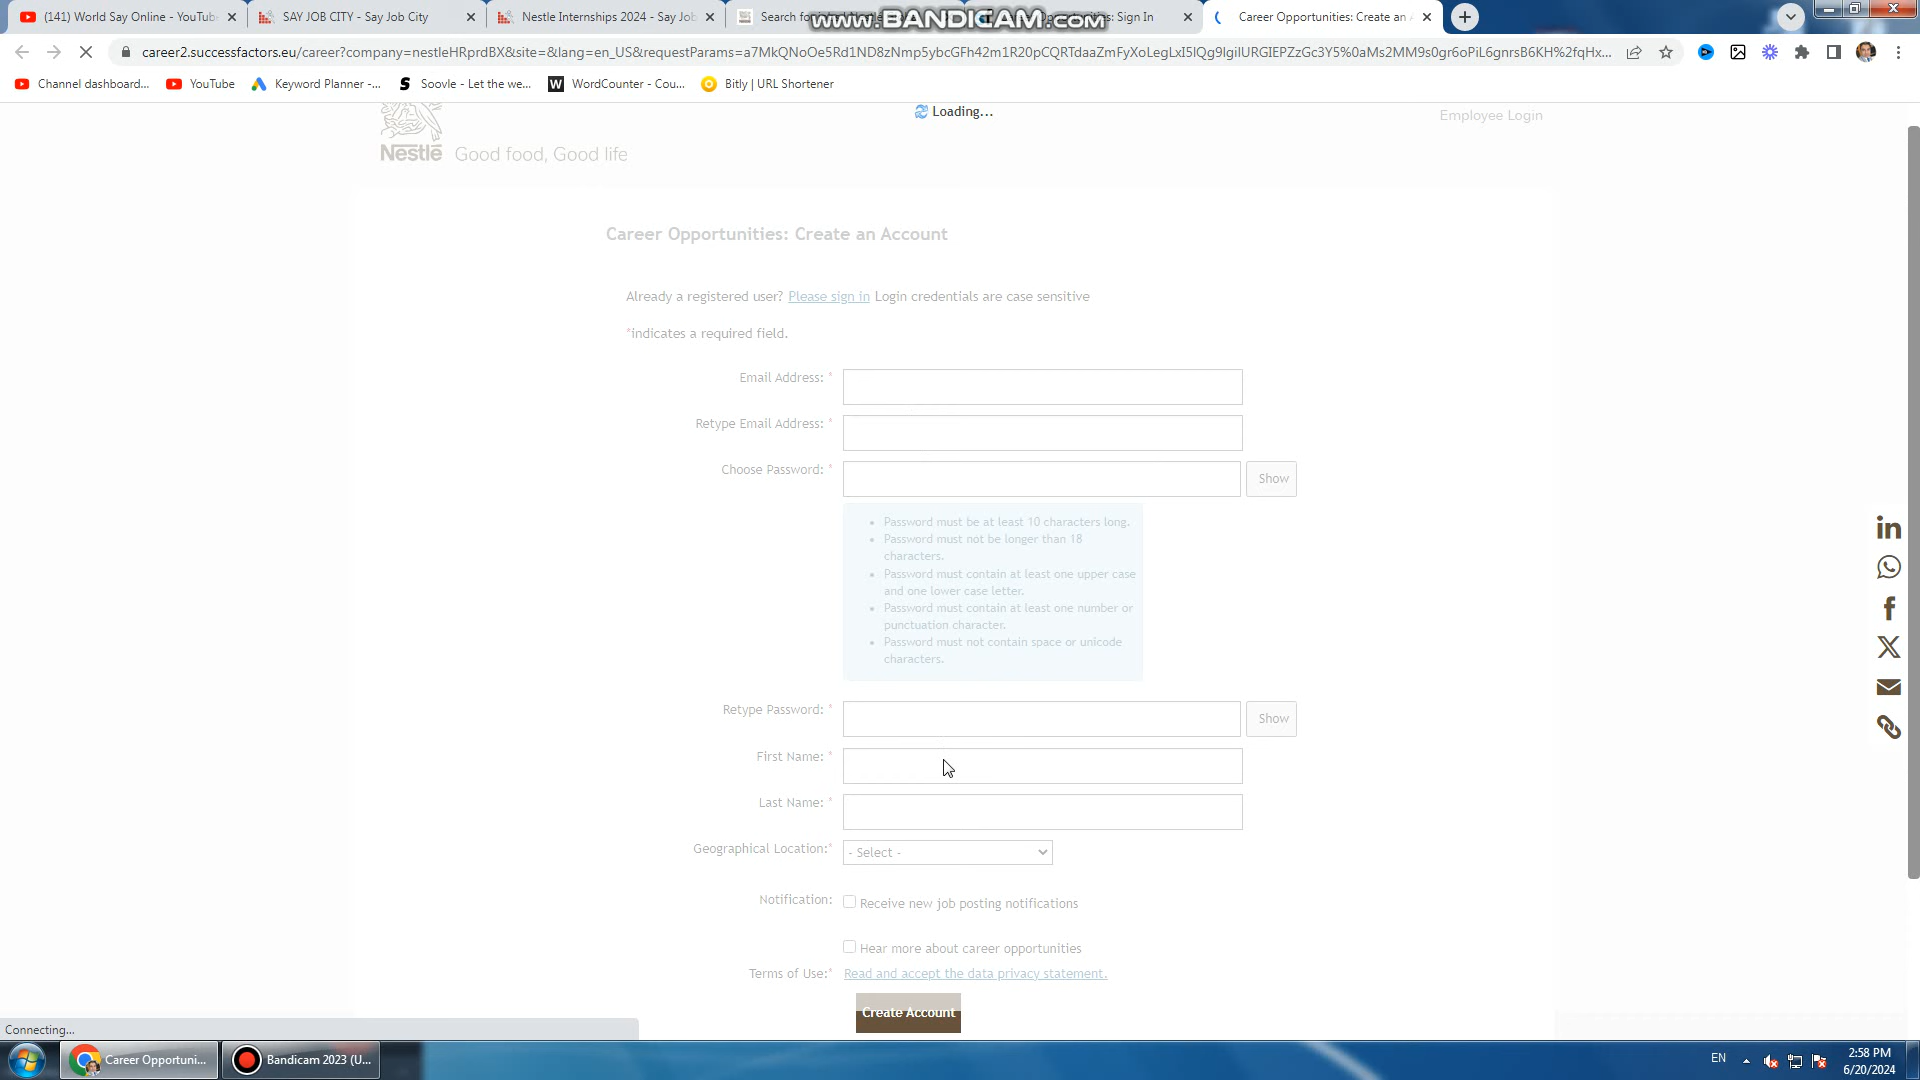 (141) World Say Online - YouTub
SAY JOB CITY - Say Job City
Nestle Internships 2024 - Say Job
Search for
Opportunities: Sign In
Career Opportunities: Create an
www.BANDICAM.com
career2.successfactors.eu/career?company=nestleHRprdBX&site=&lang=en_US&requestParams=a7MkQNoOe5Rd1ND8zNmp5ybcGFh42m1R20pCQRTdaaZmFyXoLegLxI5lQg9lgilURGIEPZzGc3Y5%0aMs2MM9s0gr6oPiL6gnrsB6KH%2fqHx...
Channel dashboard...
YouTube
Keyword Planner -...
Soovle - Let the we...
WordCounter - Cou...
Bitly | URL Shortener
Loading...
Employee Login
Nestlé Good food, Good life
Career Opportunities: Create an Account
Already a registered user? Please sign in Login credentials are case sensitive
*indicates a required field.
Email Address: *
Retype Email Address: *
Choose Password: *
Show
• Password must be at least 10 characters long.
• Password must not be longer than 18
characters.
• Password must contain at least one upper case
and one lower case letter.
• Password must contain at least one number or
punctuation character.
• Password must not contain space or unicode
characters.
Retype Password: *
Show
First Name: *
Last Name: *
Geographical Location:*
- Select -
Notification:
Receive new job posting notifications
Hear more about career opportunities
Terms of Use:*
Read and accept the data privacy statement.
Create Account
Connecting...
Career Opportuni...
Bandicam 2023 (U...
EN
2:58 PM
6/20/2024